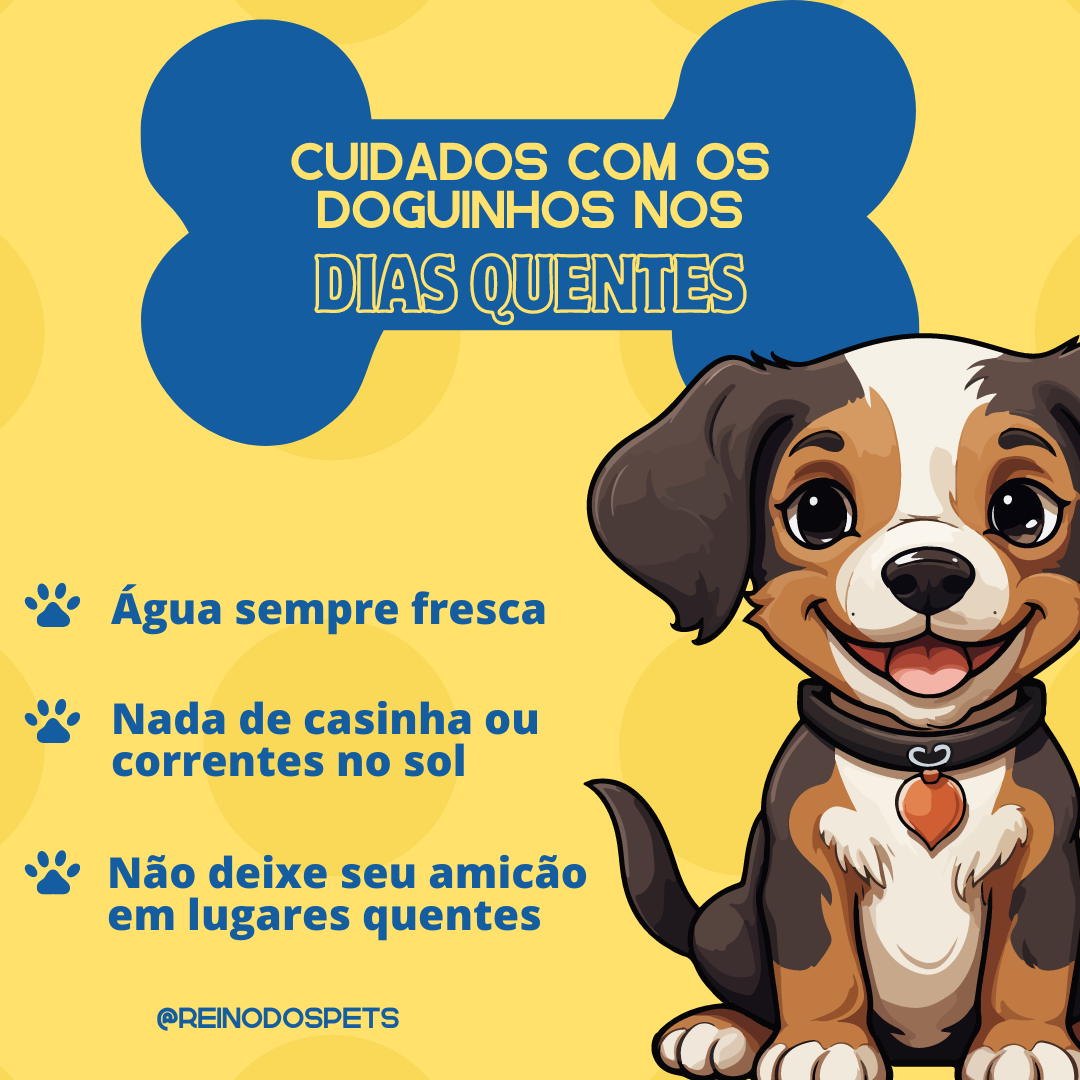 CUIDADOS COM OS
DOGUINHOS NOS
DIAS QUENTES
Água sempre fresca
Nada de casinha ou
correntes no sol
Não deixe seu amicão
em lugares quentes
@REINODOSPETS